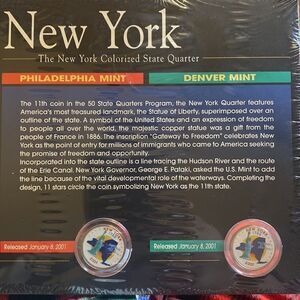 New York
The New York Colorized State Quarter
PHILADELPHIA MINT
DENVER MINT
The 11th coin in the 50 State Quarters Program, the New York Quarter features
America's most treasured landmark, the Statue of Liberty, superimposed over an
outline of the state. A symbol of the United States and an expression of freedom
to people all over the world, the majestic copper statue was a gift from the
people of France in 1886. The inscription "Gateway to Freedom" celebrates New
York as the point of entry for millions of immigrants who came to America seeking
the promise of freedom and opportunity.
Incorporated into the state outline is a line tracing the Hudson River and the route
of the Erie Canal. New York Governor, George E. Pataki, asked the U.S. Mint to add
the line because of the vital developmental role of the waterways. Completing the
design, 11 stars circle the coin symbolizing New York as the 11th state.
Released January 8, 2001
Released January 8, 2001
NEW YORK
NEW YORK